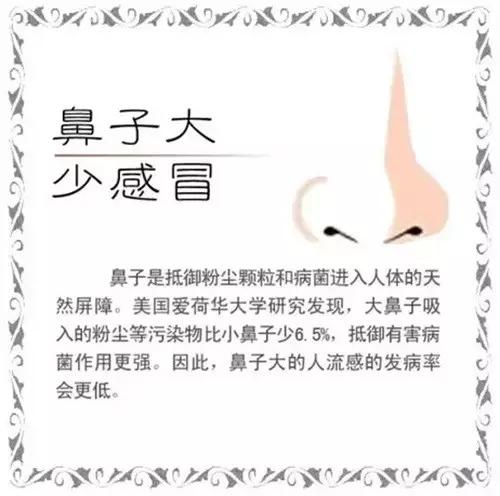 鼻子大
少感冒
鼻子是抵御粉尘颗粒和病菌进入人体的天
然屏障。美国爱荷华大学研究发现，大鼻子吸
入的粉尘等污染物比小鼻子少6.5%，抵御有害病
菌作用更强。因此，鼻子大的人流感的发病率
会更低。